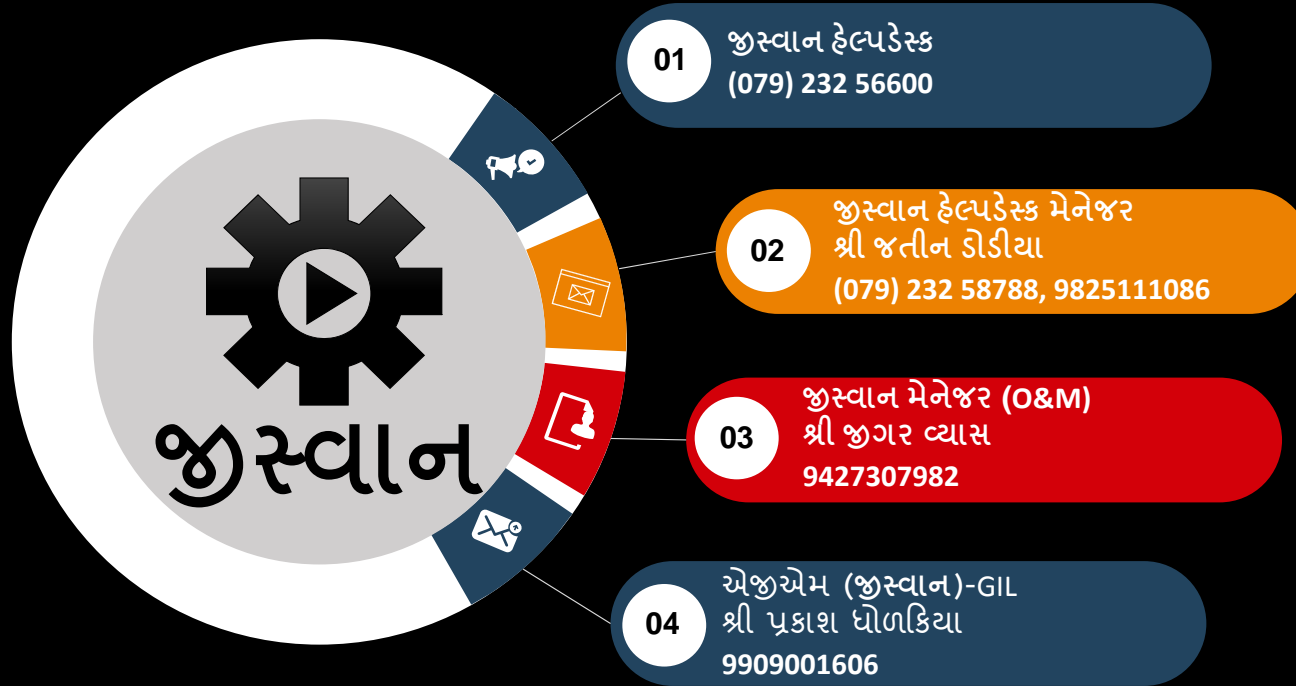 જીસ્વાન
01
જીસ્વાન હેલ્પડેસ્ક
(079) 232 56600
02
જીસ્વાન હેલ્પડેસ્ક મેનેજર
શ્રી જતીન ડોડીયા
(079) 232 58788, 9825111086
03
જીસ્વાન મેનેજર (O&M)
શ્રી જીગર વ્યાસ
9427307982
04
એજીએમ (જીસ્વાન)-GIL
શ્રી પ્રકાશ ધોળકિયા
9909001606